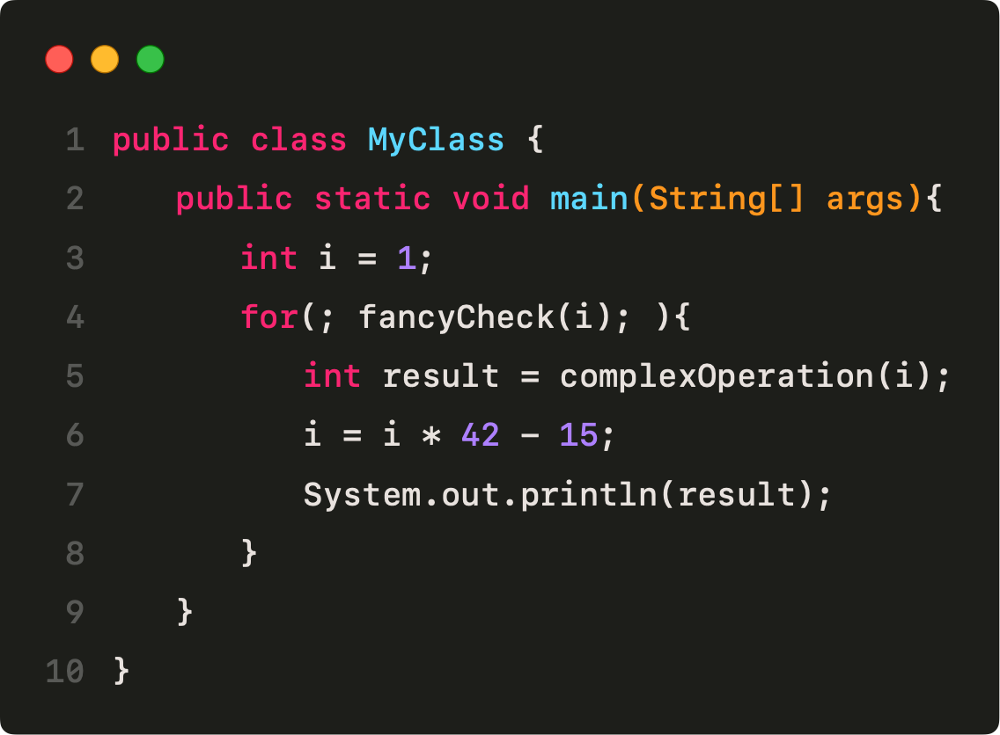 1 public class MyClass {
2 public static void main(String[] args){
3 int i = 1;
4 for(; fancyCheck(i); ){
5 int result = complexOperation(i);
6 i = i * 42 - 15;
7 System.out.println(result);
8 }
9 }
10 }